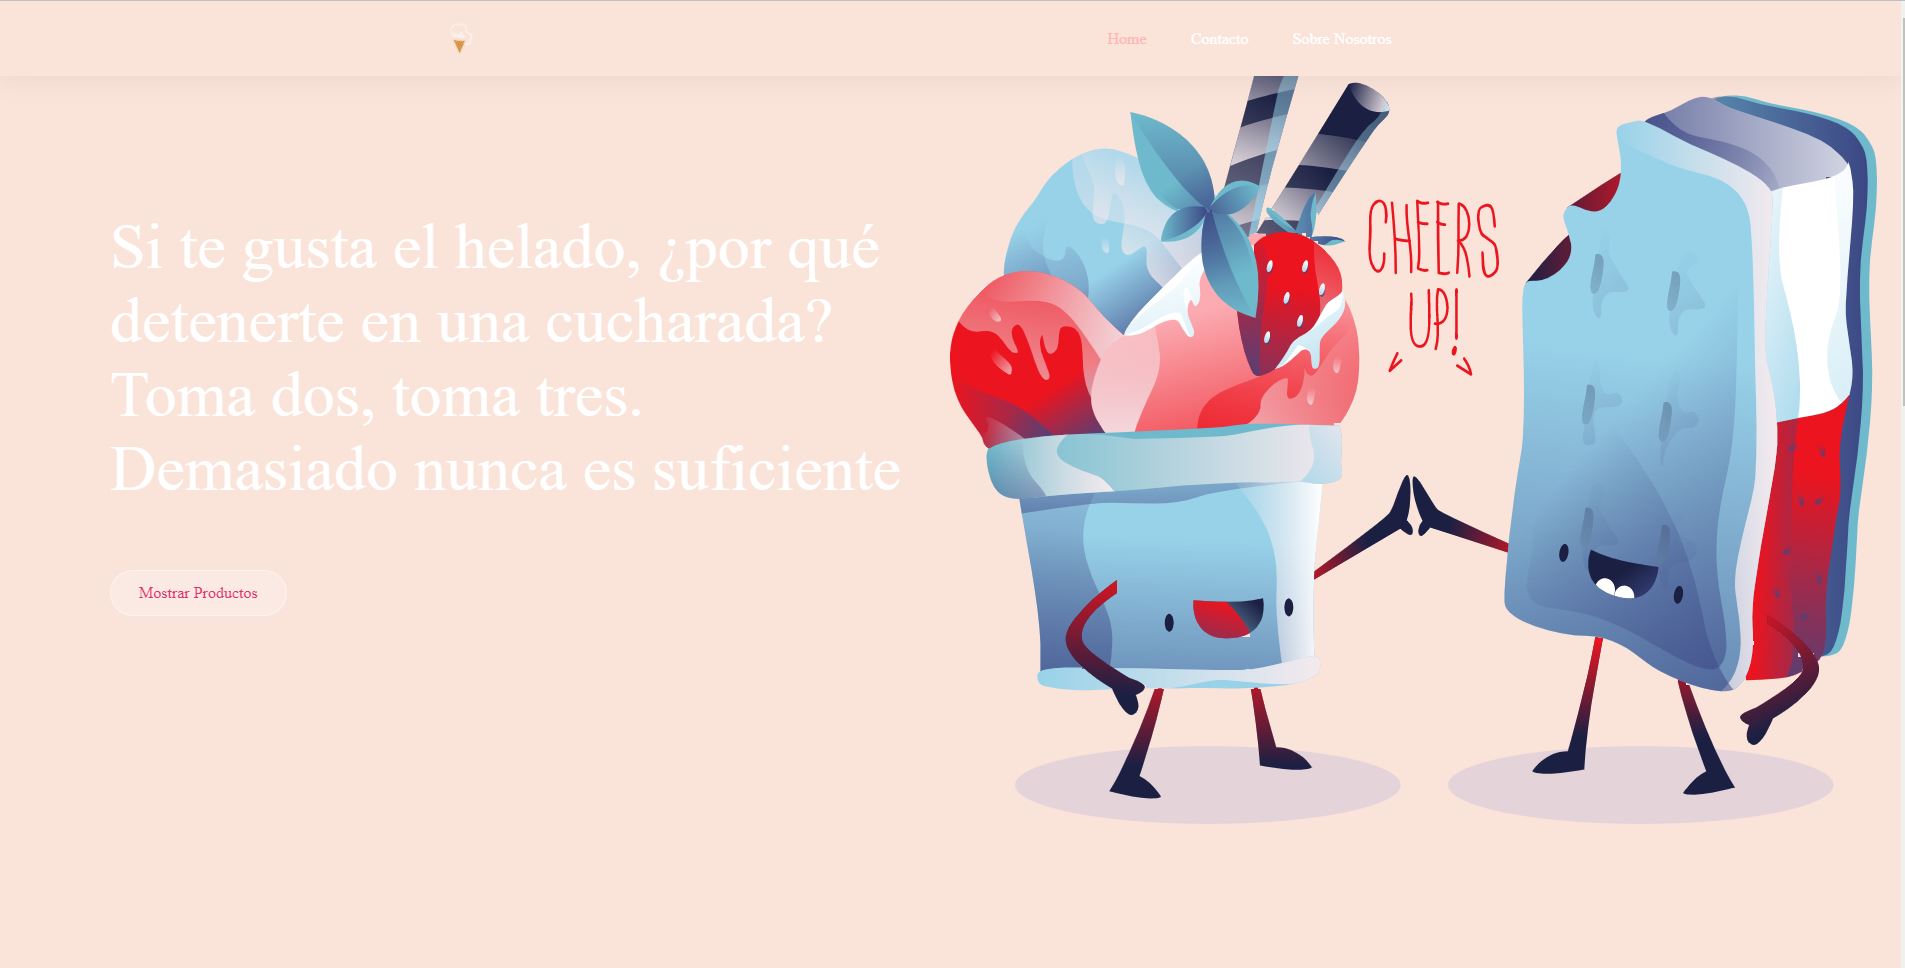 Home Contacto Sobre Nosotros
Si te gusta el helado, ¿por qué
detenerte en una cucharada?
Toma dos, toma tres.
Demasiado nunca es suficiente
Mostrar Productos
CHEERS
UP!